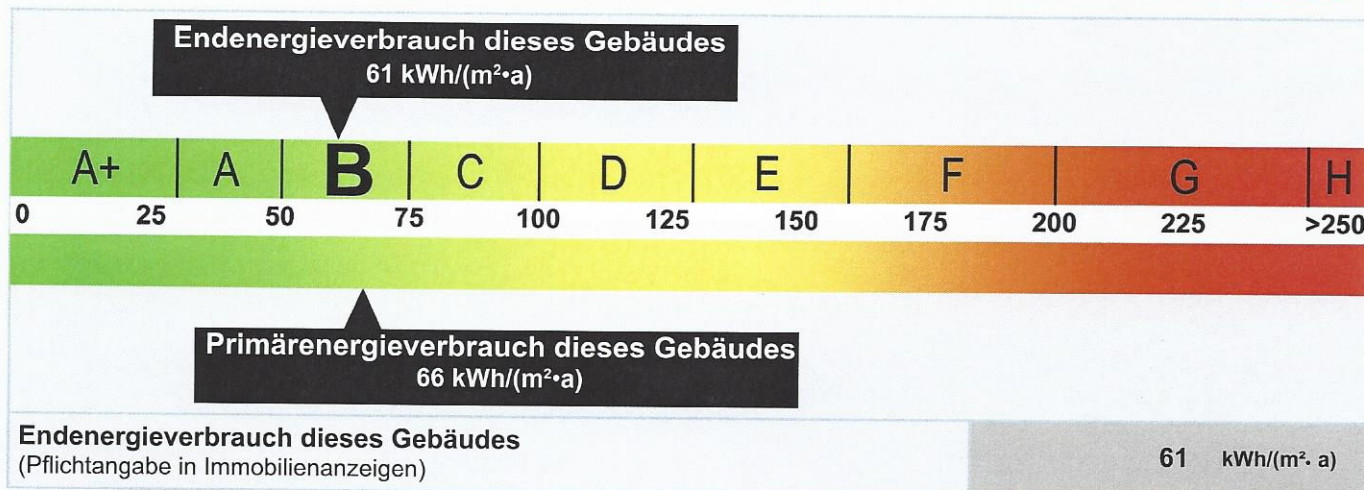 Endenergieverbrauch dieses Gebäudes
61 kWh/(m²•a)
A+ A B C D E F G H
0 25 50 75 100 125 150 175 200 225 >250
Primärenergieverbrauch dieses Gebäudes
66 kWh/(m²•a)
Endenergieverbrauch dieses Gebäudes
(Pflichtangabe in Immobilienanzeigen)
61 kWh/(m²• a)